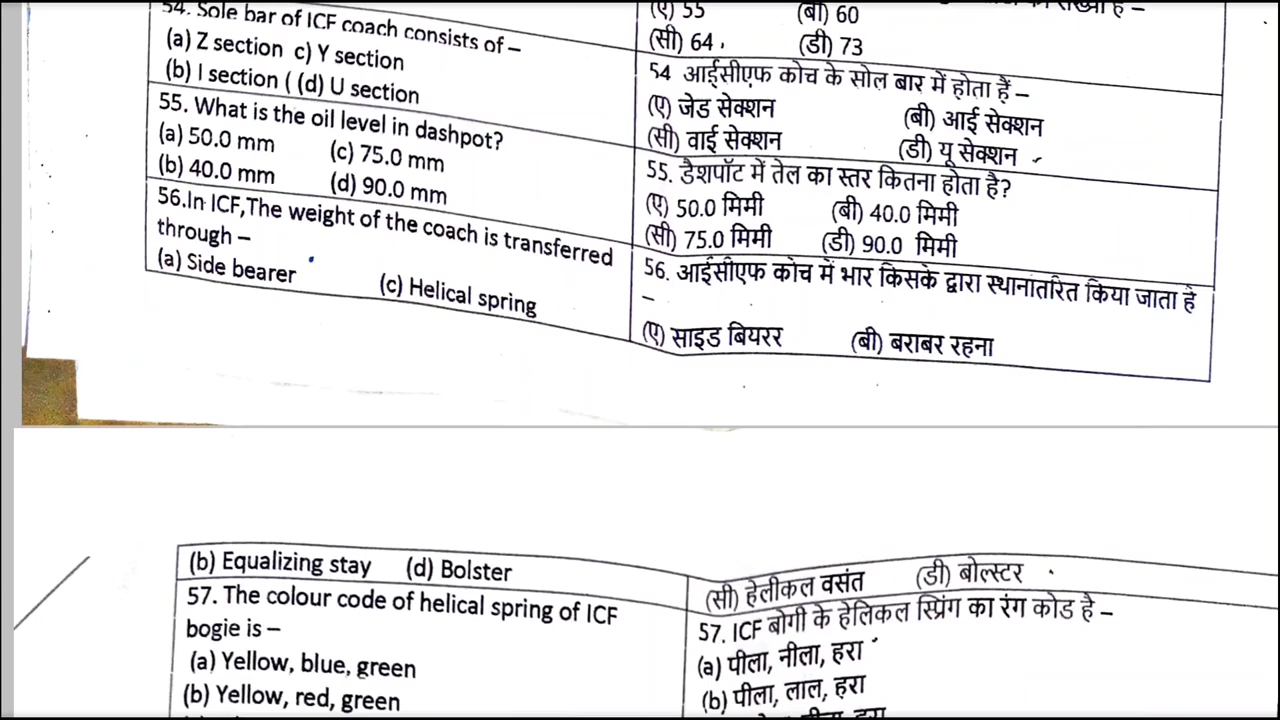 54. Sole bar of ICF coach consists of –
(a) Z section c) Y section
(b) I section ( (d) U section
55. What is the oil level in dashpot?
(a) 50.0 mm (c) 75.0 mm
(b) 40.0 mm (d) 90.0 mm
56.In ICF,The weight of the coach is transferred
through –
(a) Side bearer (c) Helical spring
(ए) 55 (बी) 60
(सी) 64 (डी) 73
54 आईसीएफ कोच के सोल बार में होता हैं –
(ए) जेड सेक्शन (बी) आई सेक्शन
(सी) वाई सेक्शन (डी) यू सेक्शन
55. डैशपॉट में तेल का स्तर कितना होता है?
(ए) 50.0 मिमी (बी) 40.0 मिमी
(सी) 75.0 मिमी (डी) 90.0 मिमी
56. आईसीएफ कोच में भार किसके द्वारा स्थानांतरित किया जाता है
–
(ए) साइड बियरर (बी) बराबर रहना
(b) Equalizing stay (d) Bolster
57. The colour code of helical spring of ICF
bogie is –
(a) Yellow, blue, green
(b) Yellow, red, green
(सी) हेलीकल वसंत (डी) बोल्स्टर
57. ICF बोगी के हेलिकल स्प्रिंग का रंग कोड है –
(a) पीला, नीला, हरा
(b) पीला, लाल, हरा